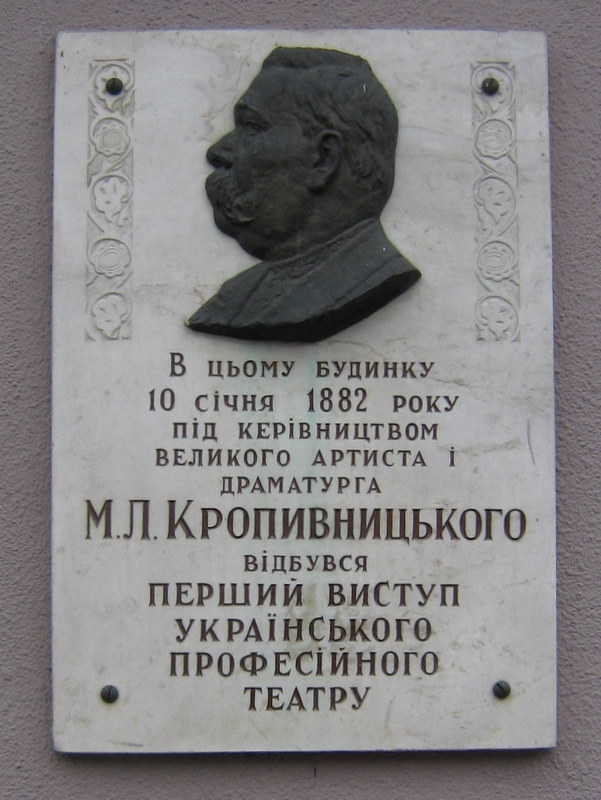 В цьому будинку
10 січня 1882 року
під керівництвом
великого артиста і
драматурга
М.Л. Кропивницького
відбувся
перший виступ
українського
професійного
театру